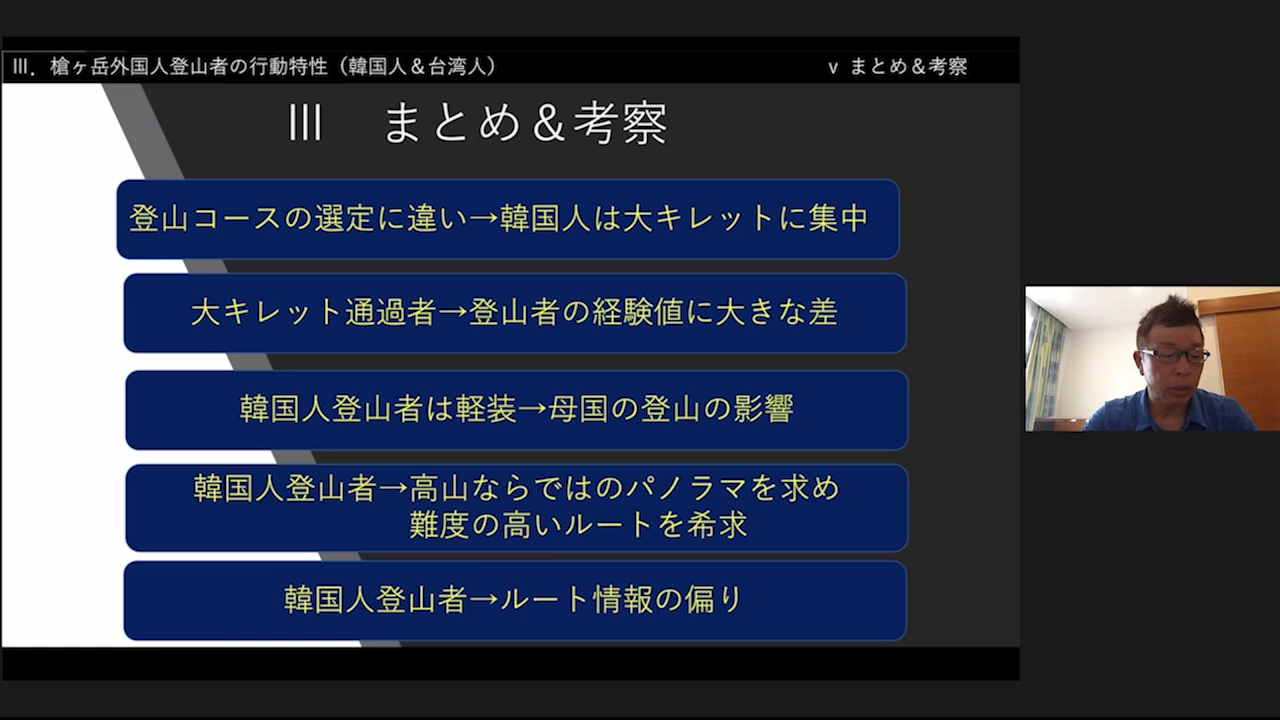 Ⅲ．槍ヶ岳外国人登山者の行動特性（韓国人＆台湾人）
ⅴ まとめ＆考察
Ⅲ　まとめ＆考察
登山コースの選定に違い→韓国人は大キレットに集中
大キレット通過者→登山者の経験値に大きな差
韓国人登山者は軽装→母国の登山の影響
韓国人登山者→高山ならではのパノラマを求め
難度の高いルートを希求
韓国人登山者→ルート情報の偏り